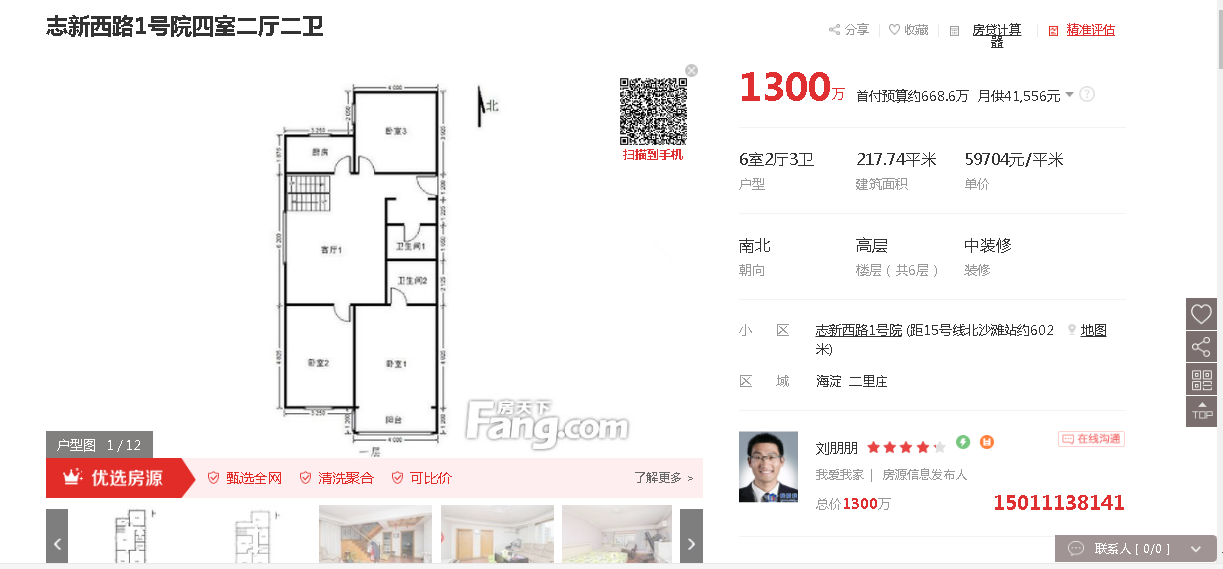 志新西路1号院四室二厅二卫
分享
收藏
房贷计算
器
精准评估
北
扫描到手机
卧室3
厨房
客厅1
卫生间1
卫生间2
卧室2
卧室1
阳台
一层
房天下
Fang.com
户型图 1 / 12
优选房源
甄选全网
清洗聚合
可比价
了解更多 >
1300万
首付预算约668.6万 月供41,556元
?
6室2厅3卫
217.74平米
59704元/平米
户型
建筑面积
单价
南北
高层
中装修
朝向
楼层（共6层）
装修
小 区
志新西路1号院 (距15号线北沙滩站约602
米)
地图
区 域
海淀 二里庄
刘朋朋
在线沟通
我爱我家 | 房源信息发布人
总价1300万
15011138141
TOP
联系人 [ 0/0 ]